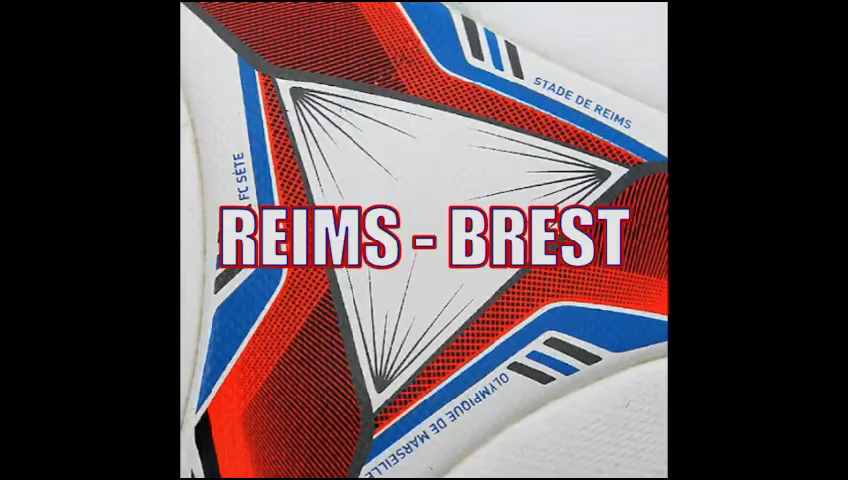 STADE DE REIMS
FC SÈTE
REIMS - BREST
OLYMPIQUE DE MARSEILLE